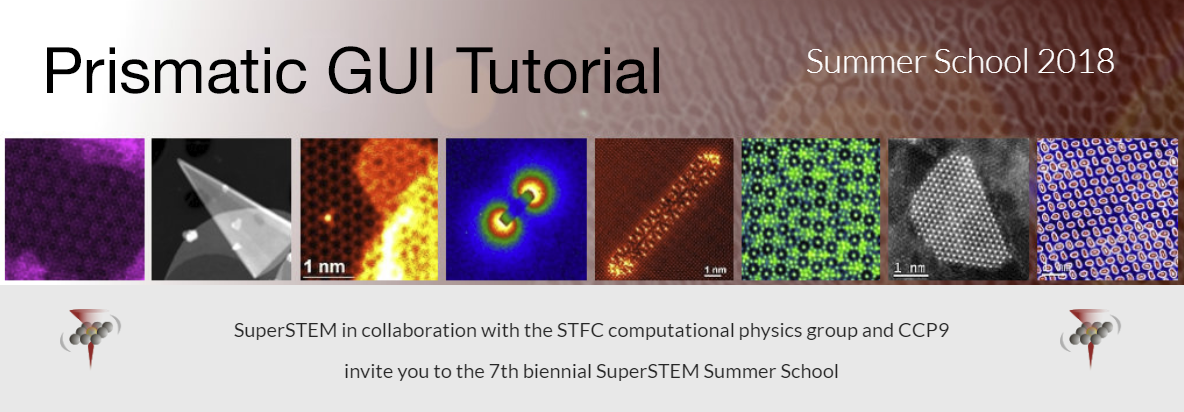 Prismatic GUI Tutorial
Summer School 2018
1 nm
1 nm
1 nm
SuperSTEM in collaboration with the STFC computational physics group and CCP9
invite you to the 7th biennial SuperSTEM Summer School